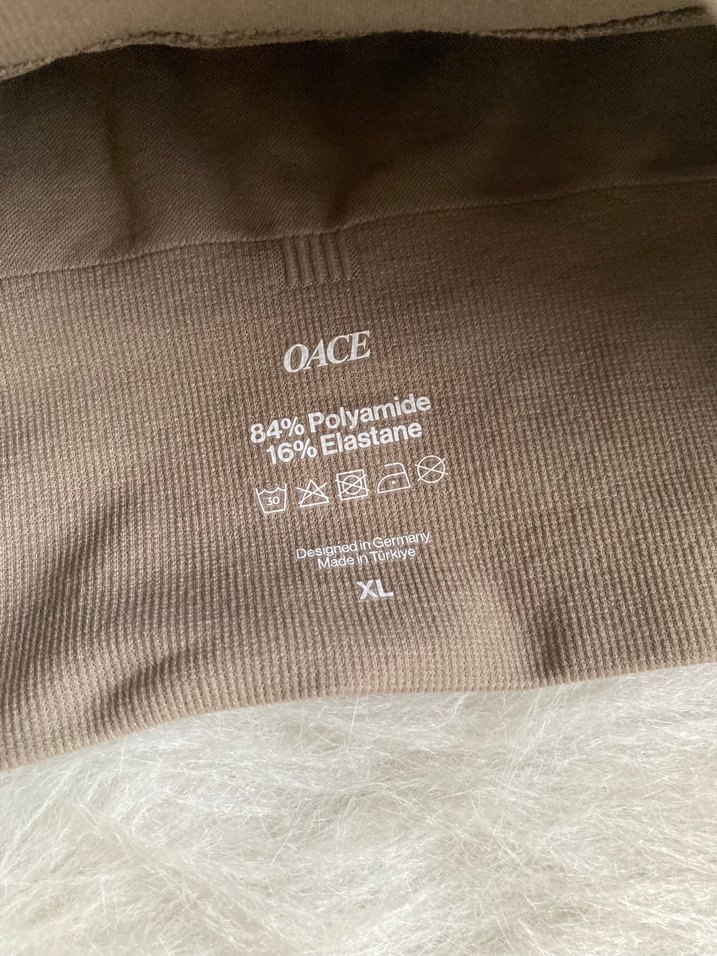 OACE
84% Polyamide
16% Elastane
30
Designed in Germany
Made in Türkiye
XL